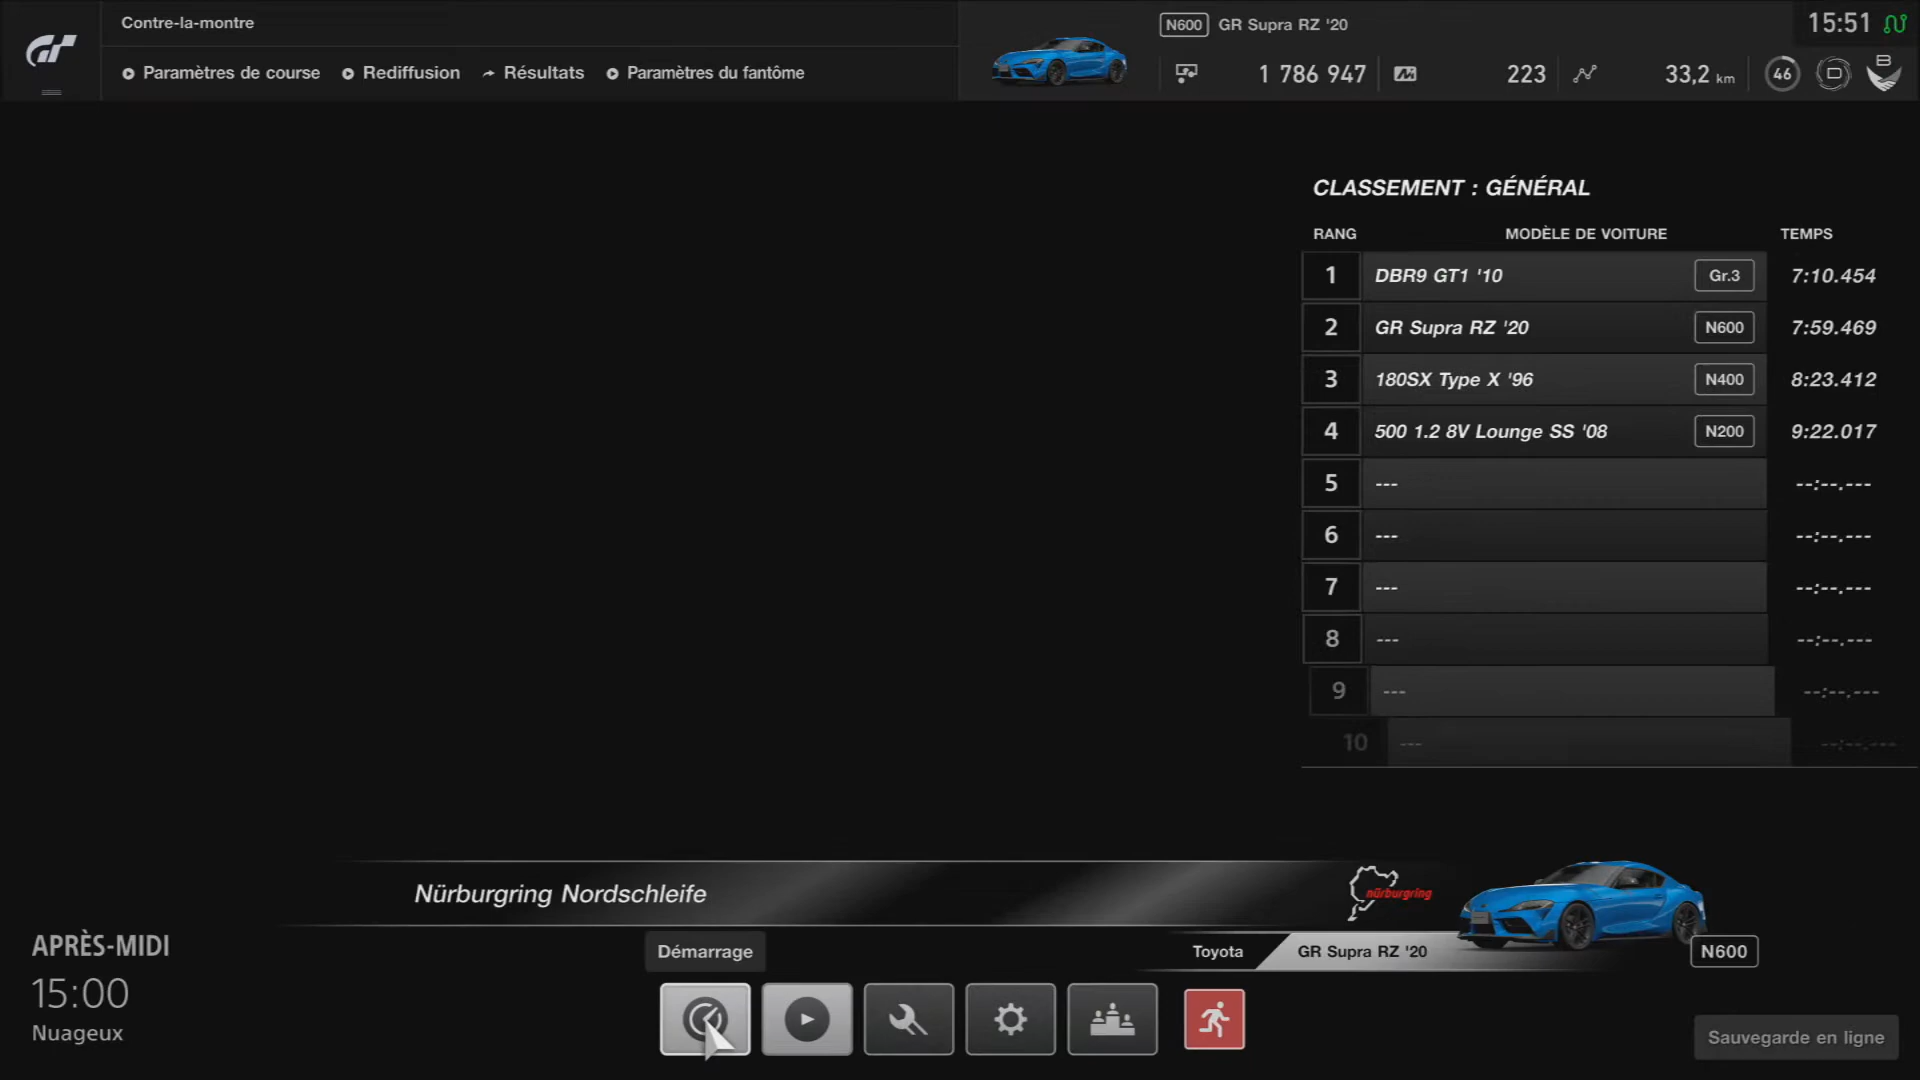 Contre-la-montre
Paramètres de course Rediffusion Résultats Paramètres du fantôme
N600 GR Supra RZ '20
1 786 947 223 33,2 km 46 D B
15:51
CLASSEMENT : GÉNÉRAL
RANG MODÈLE DE VOITURE TEMPS
1 DBR9 GT1 '10 Gr.3 7:10.454
2 GR Supra RZ '20 N600 7:59.469
3 180SX Type X '96 N400 8:23.412
4 500 1.2 8V Lounge SS '08 N200 9:22.017
5 --- --:--.---
6 --- --:--.---
7 --- --:--.---
8 --- --:--.---
9 --- --:--.---
10 --- --:--.---
Nürburgring Nordschleife
nürburgring
Démarrage
Toyota GR Supra RZ '20 N600
APRÈS-MIDI
15:00
Nuageux
Sauvegarde en ligne